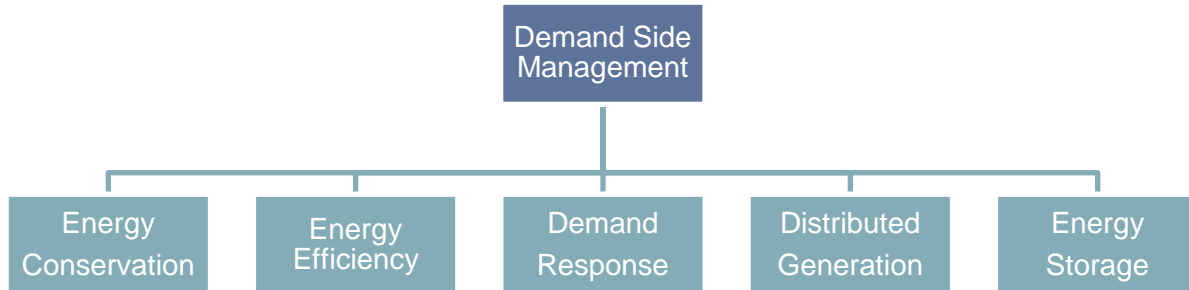 Demand Side
Management
Energy
Conservation
Energy
Efficiency
Demand
Response
Distributed
Generation
Energy
Storage